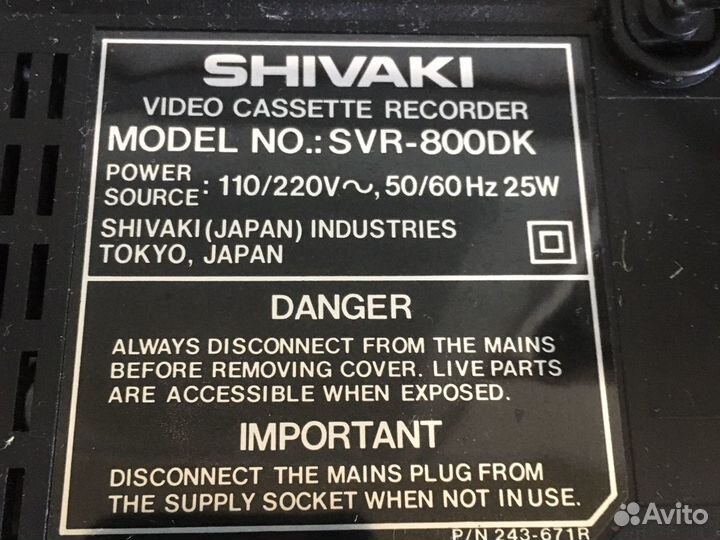 SHIVAKI
VIDEO CASSETTE RECORDER
MODEL NO.: SVR-800DK
POWER SOURCE : 110/220V～, 50/60 Hz 25W
SHIVAKI (JAPAN) INDUSTRIES
TOKYO, JAPAN
DANGER
ALWAYS DISCONNECT FROM THE MAINS
BEFORE REMOVING COVER. LIVE PARTS
ARE ACCESSIBLE WHEN EXPOSED.
IMPORTANT
DISCONNECT THE MAINS PLUG FROM
THE SUPPLY SOCKET WHEN NOT IN USE.
P/N 243-671R
Avito